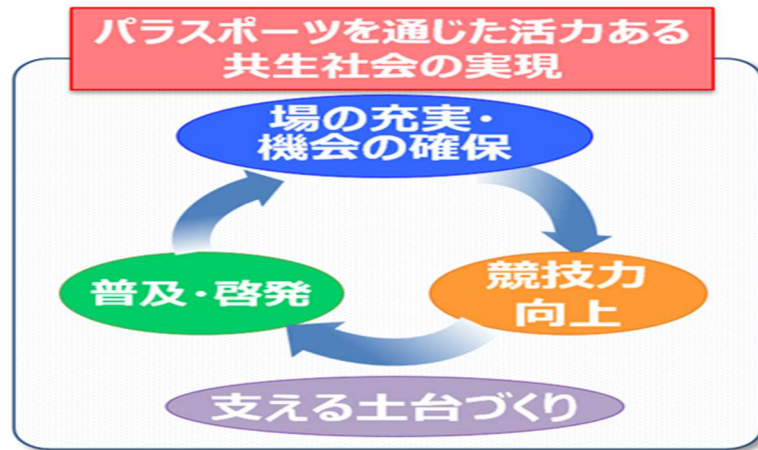 パラスポーツを通じた活力ある
共生社会の実現
場の充実・
機会の確保
普及・啓発
競技力
向上
支える土台づくり